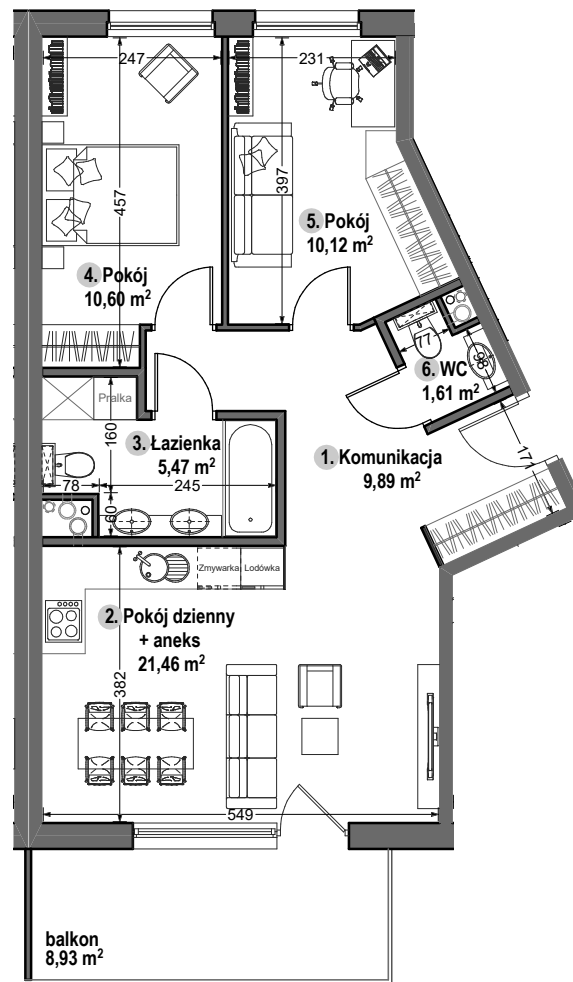 247
231
457
397
5. Pokój
10,12 m²
4. Pokój
10,60 m²
77
88
6. WC
1,61 m²
Pralka
160
3. Łazienka
5,47 m²
1. Komunikacja
9,89 m²
171
78
245
60
Zmywarka
Lodówka
2. Pokój dzienny
+ aneks
21,46 m²
382
549
balkon
8,93 m²